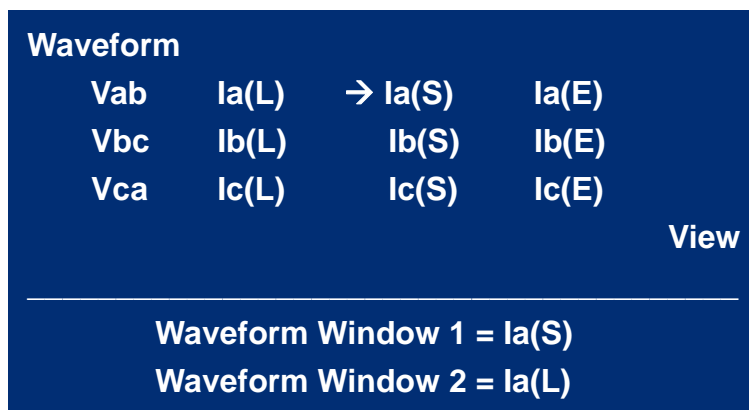 Waveform
Vab Ia(L) → Ia(S) Ia(E)
Vbc Ib(L) Ib(S) Ib(E)
Vca Ic(L) Ic(S) Ic(E)
View
Waveform Window 1 = Ia(S)
Waveform Window 2 = Ia(L)